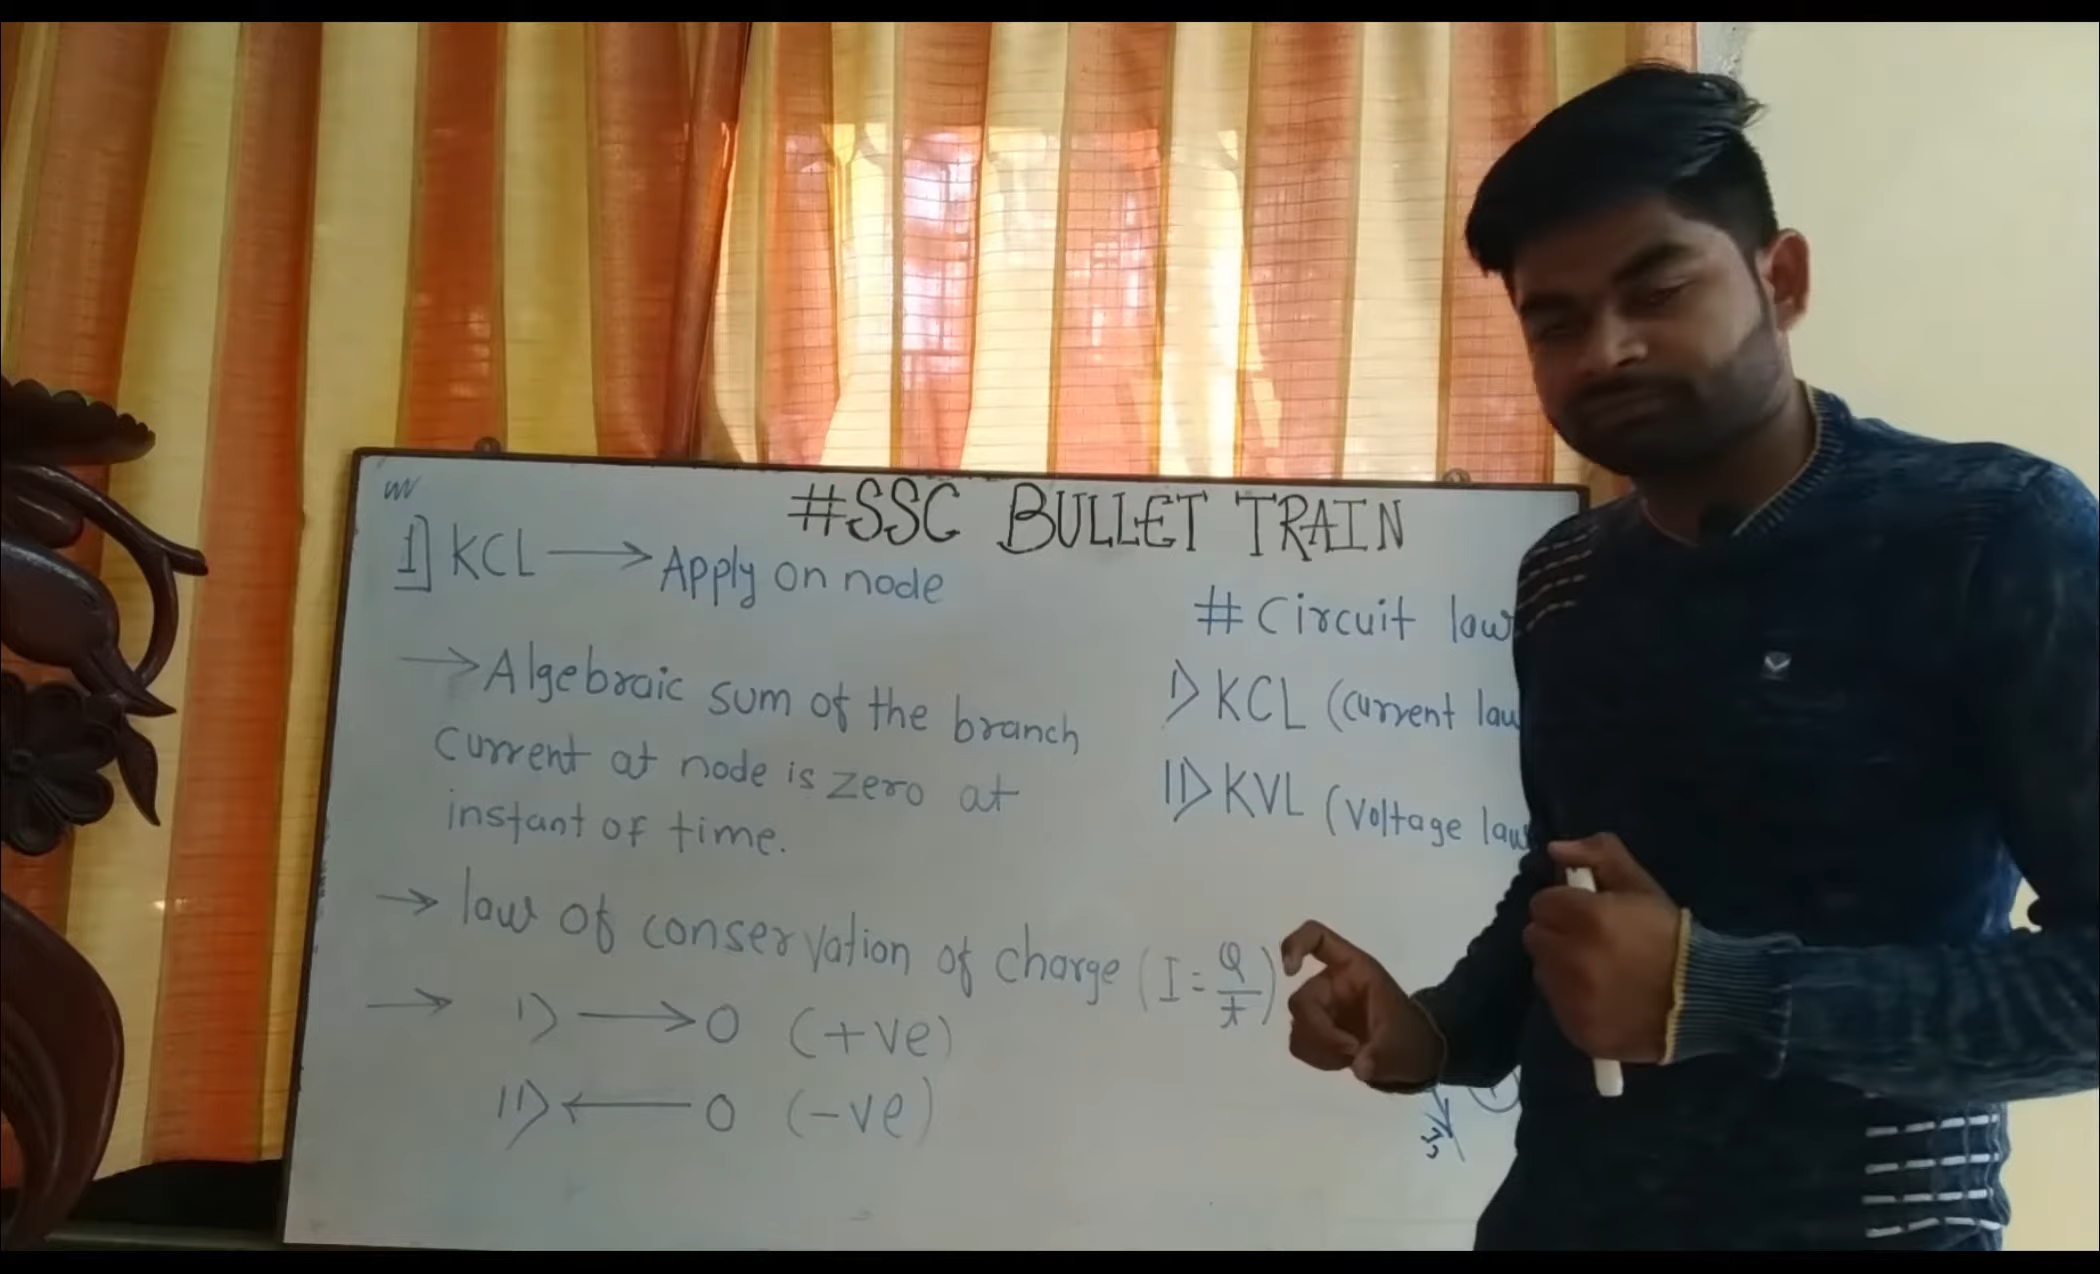 #SSC BULLET TRAIN
1] KCL → Apply on node
→ Algebraic sum of the branch
current at node is zero at
instant of time.
→ law of conservation of charge (I = Q/t)
→ I) → O (+ve)
II) ← O (-ve)
# Circuit law
I) KCL (current law
II) KVL (Voltage law